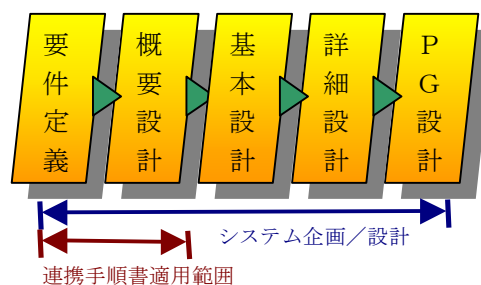 要件定義
概要設計
基本設計
詳細設計
PG設計
システム企画／設計
連携手順書適用範囲